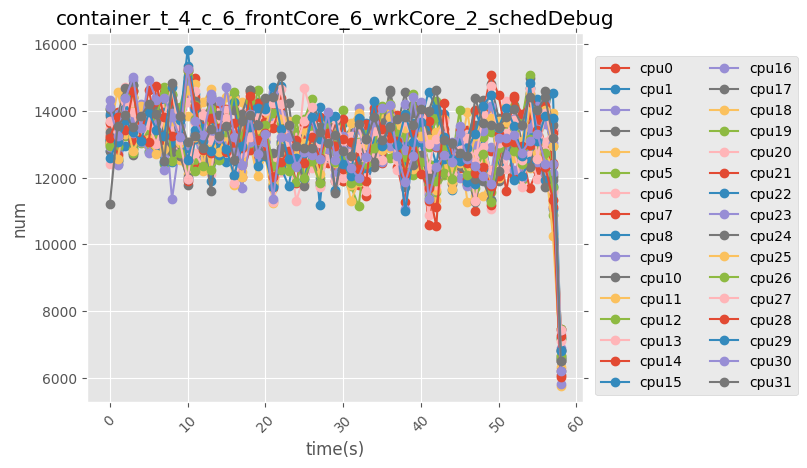 container_t_4_c_6_frontCore_6_wrkCore_2_schedDebug
16000
14000
12000
10000
8000
6000
num
0
10
20
30
40
50
60
time(s)
cpu0
cpu1
cpu2
cpu3
cpu4
cpu5
cpu6
cpu7
cpu8
cpu9
cpu10
cpu11
cpu12
cpu13
cpu14
cpu15
cpu16
cpu17
cpu18
cpu19
cpu20
cpu21
cpu22
cpu23
cpu24
cpu25
cpu26
cpu27
cpu28
cpu29
cpu30
cpu31